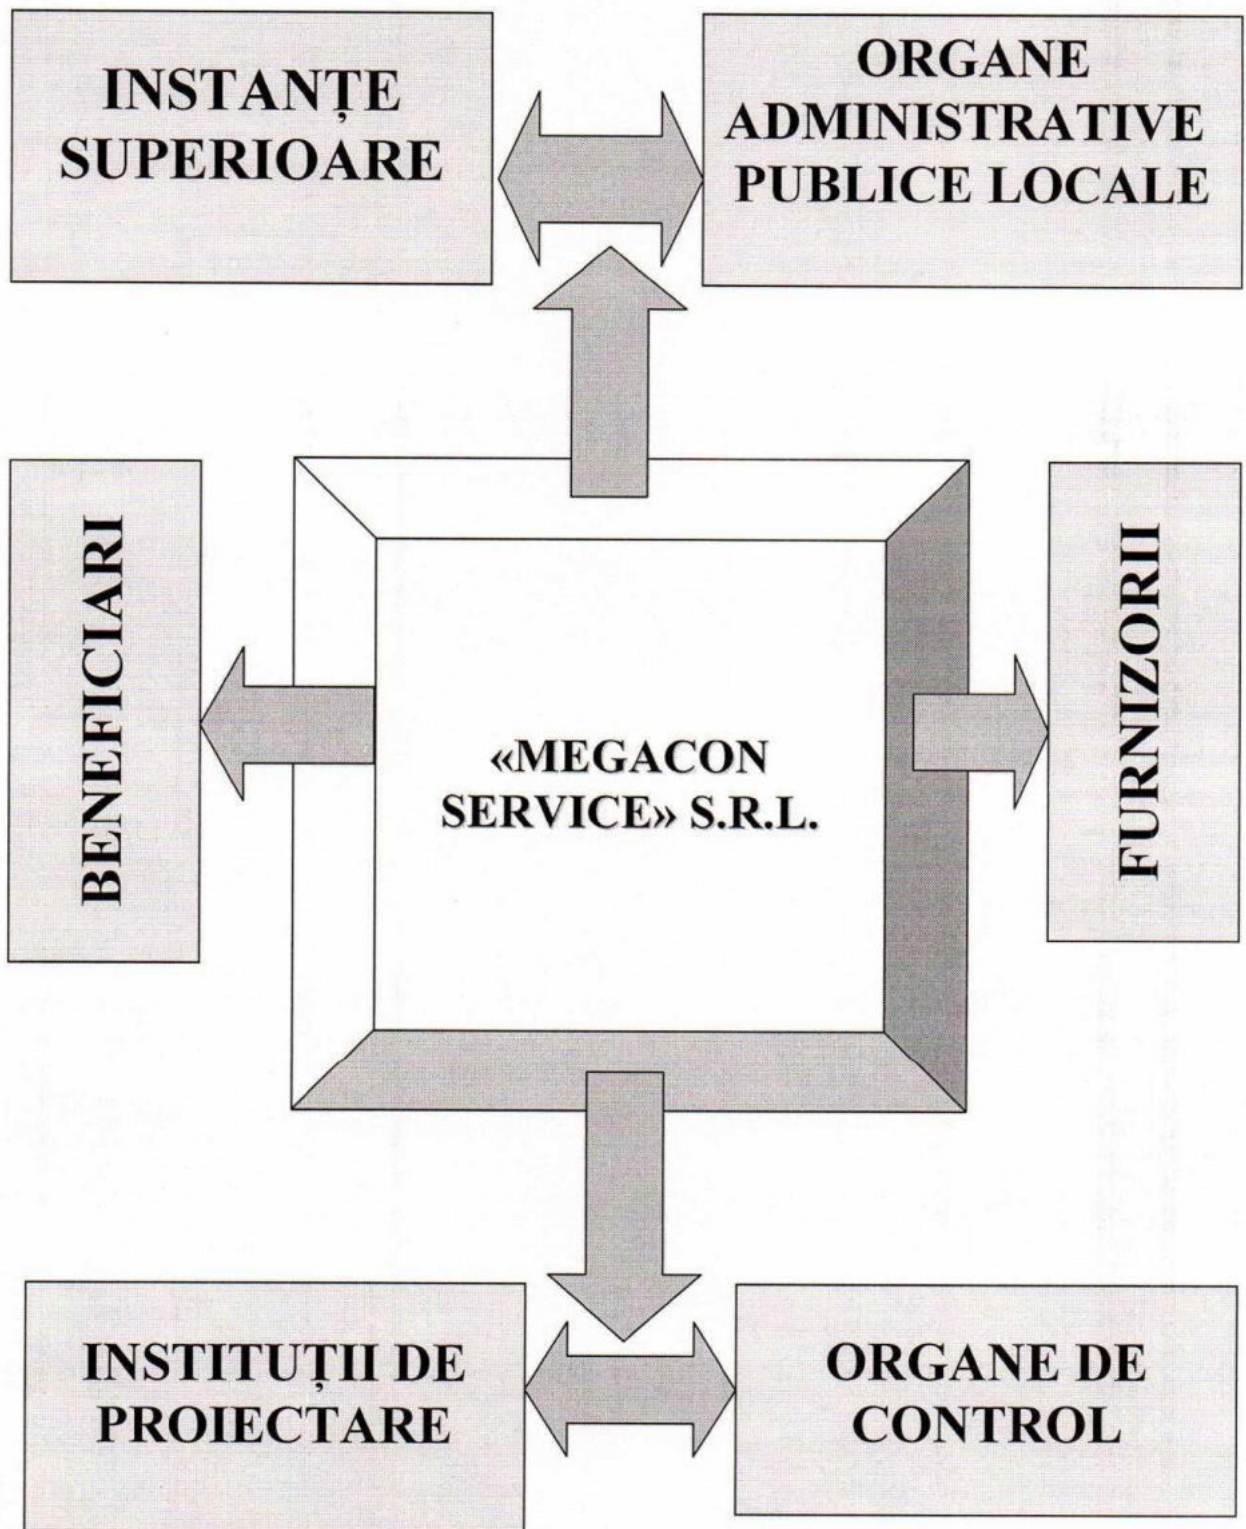 INSTANȚE
SUPERIOARE
ORGANE
ADMINISTRATIVE
PUBLICE LOCALE
BENEFICIARI
«MEGACON
SERVICE» S.R.L.
FURNIZORII
INSTITUȚII DE
PROIECTARE
ORGANE DE
CONTROL